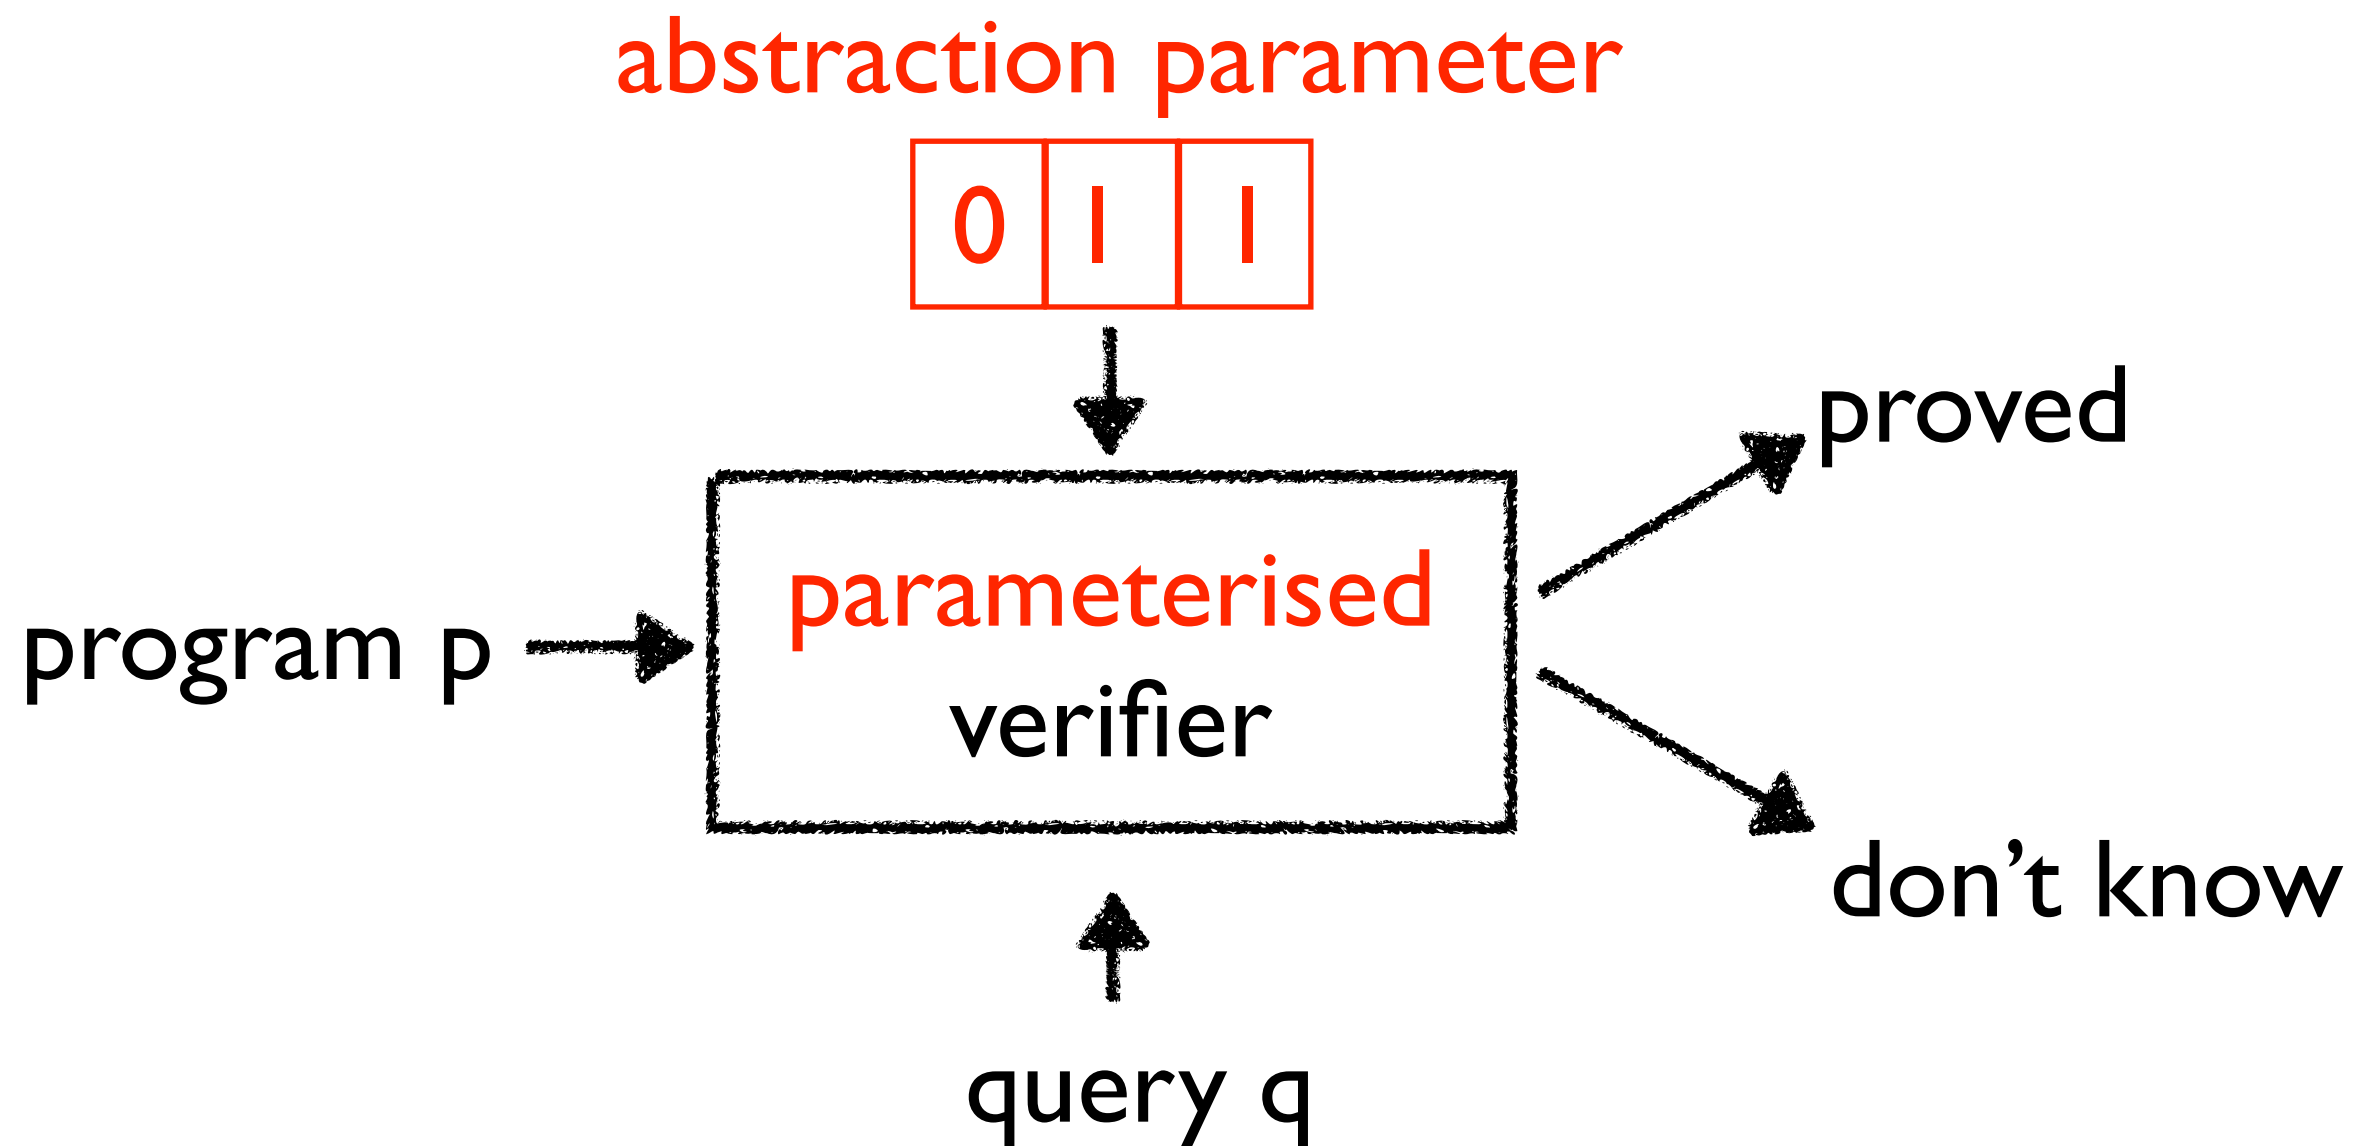 abstraction parameter
0 1 1
proved
parameterised
verifier
program p
don't know
query q